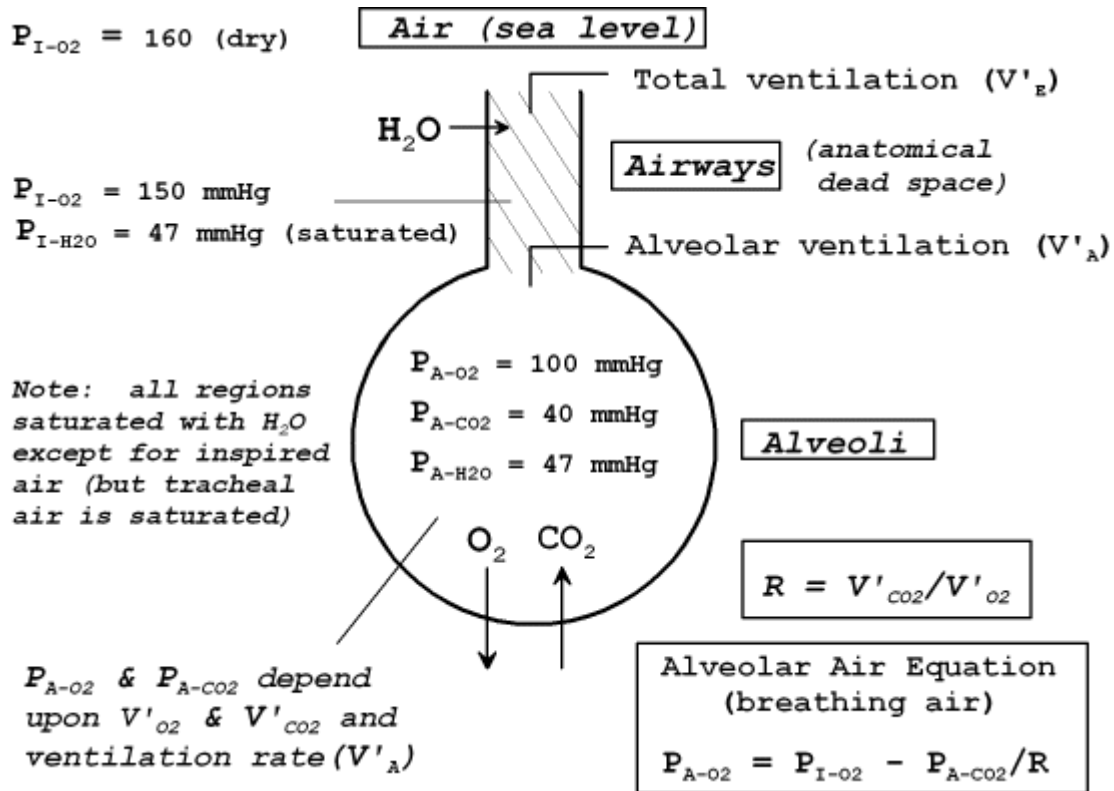 P_I-O2 = 160 (dry)
Air (sea level)
Total ventilation (V'_E)
H₂O
Airways
(anatomical
dead space)
P_I-O2 = 150 mmHg
P_I-H2O = 47 mmHg (saturated)
Alveolar ventilation (V'_A)
P_A-O2 = 100 mmHg
P_A-CO2 = 40 mmHg
P_A-H2O = 47 mmHg
Note: all regions
saturated with H₂O
except for inspired
air (but tracheal
air is saturated)
Alveoli
O₂ CO₂
R = V'_CO2/V'_O2
P_A-O2 & P_A-CO2 depend
upon V'_O2 & V'_CO2 and
ventilation rate(V'_A)
Alveolar Air Equation
(breathing air)
P_A-O2 = P_I-O2 - P_A-CO2/R